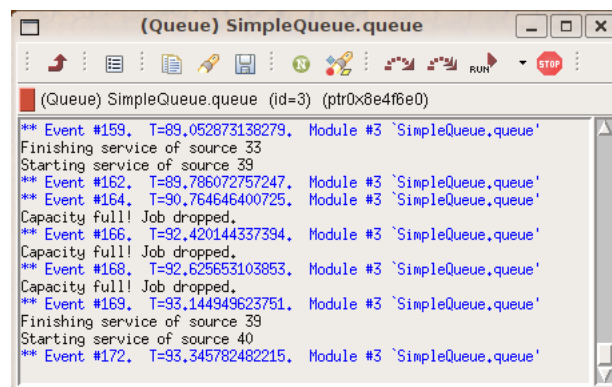 (Queue) SimpleQueue.queue
N
RUN
STOP
(Queue) SimpleQueue.queue (id=3) (ptr0x8e4f6e0)
** Event #159. T=89.052873138279. Module #3 `SimpleQueue.queue'
Finishing service of source 33
Starting service of source 39
** Event #162. T=89.786072757247. Module #3 `SimpleQueue.queue'
** Event #164. T=90.764646400725. Module #3 `SimpleQueue.queue'
Capacity full! Job dropped.
** Event #166. T=92.420144337394. Module #3 `SimpleQueue.queue'
Capacity full! Job dropped.
** Event #168. T=92.625653103853. Module #3 `SimpleQueue.queue'
Capacity full! Job dropped.
** Event #169. T=93.144949623751. Module #3 `SimpleQueue.queue'
Finishing service of source 39
Starting service of source 40
** Event #172. T=93.345782482215. Module #3 `SimpleQueue.queue'